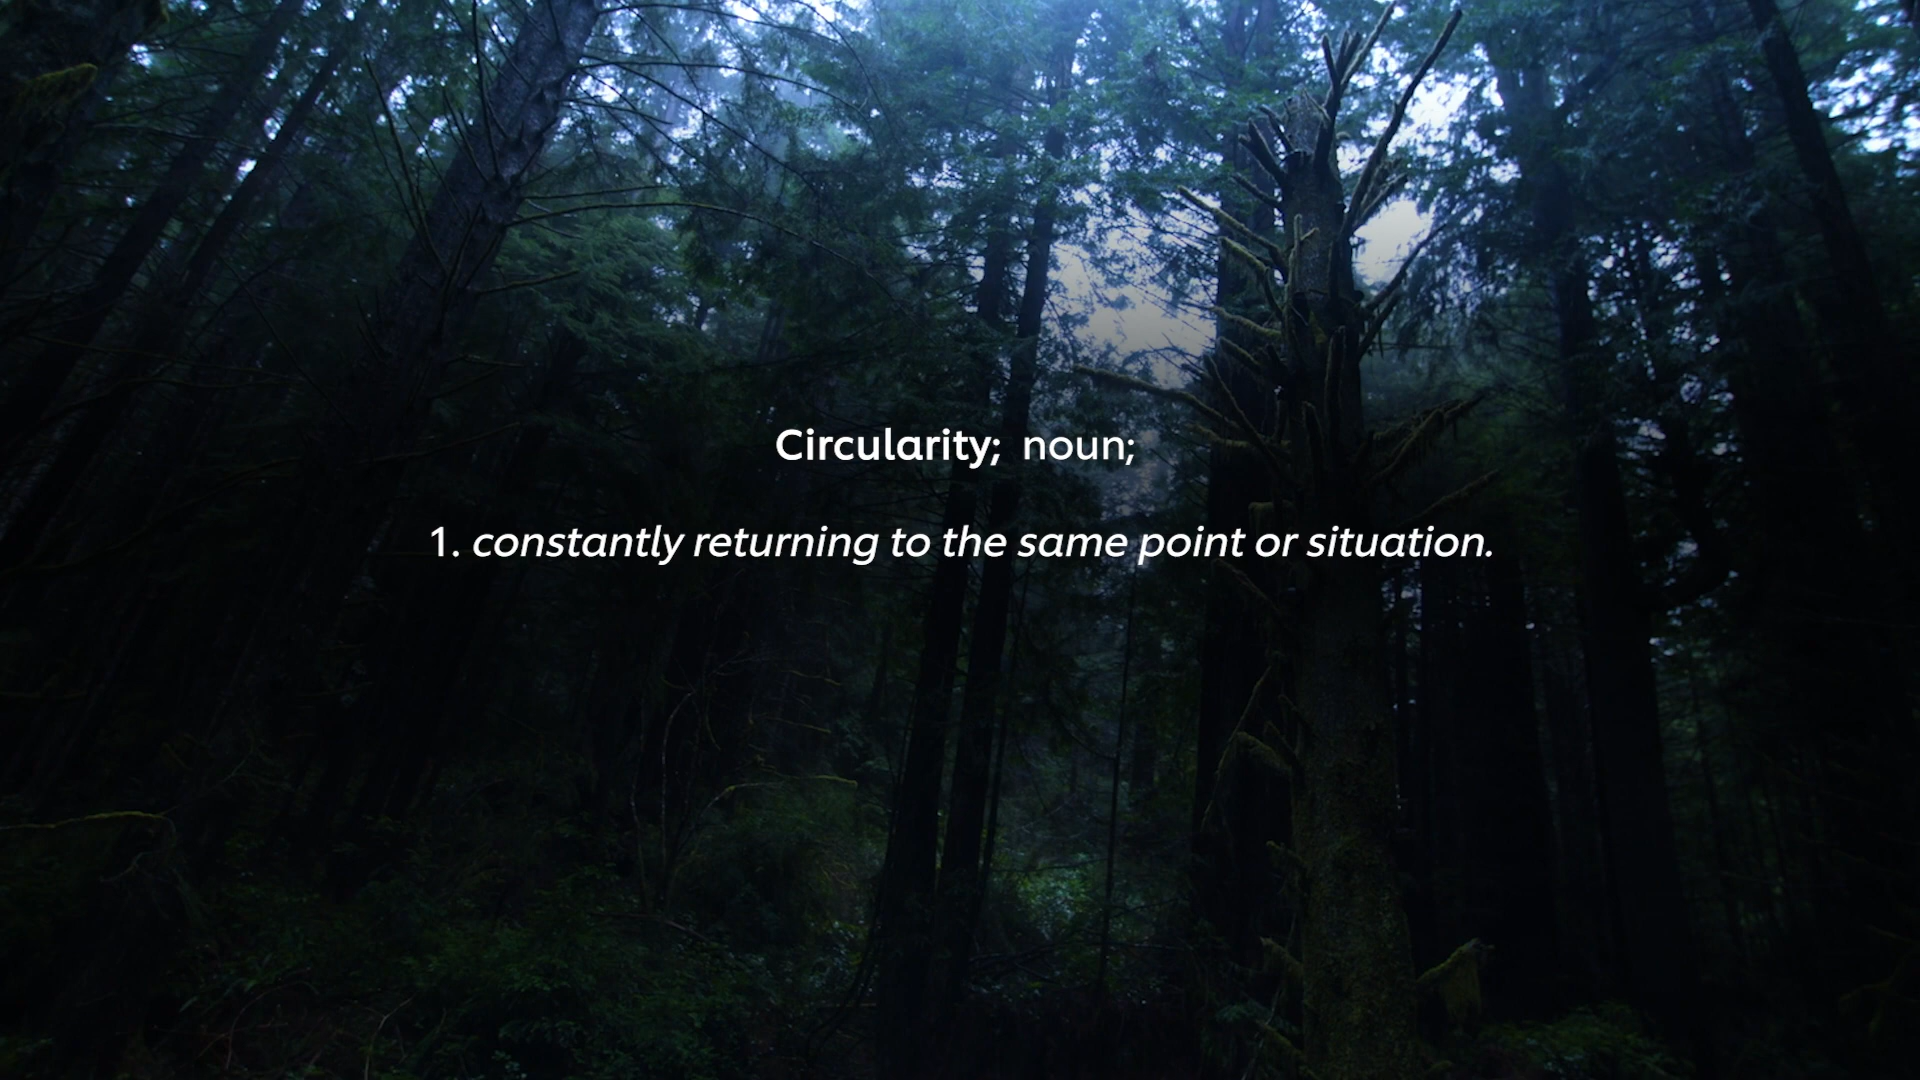 Circularity; noun;
1. constantly returning to the same point or situation.